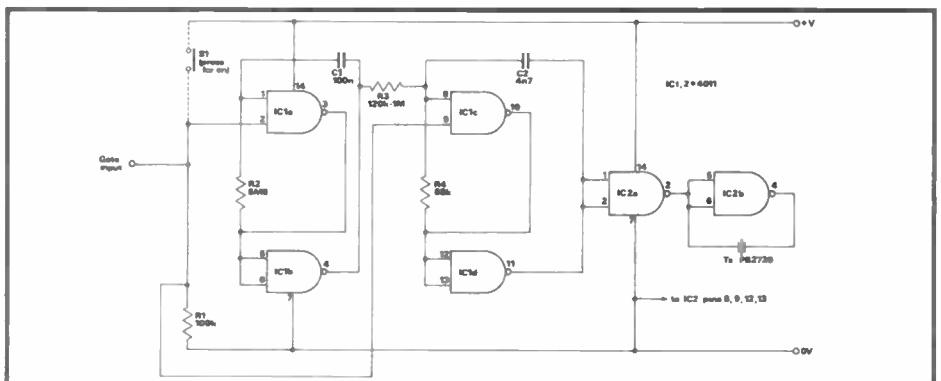 +V
S1
(press
for on)
C1
100n
C2
4n7
IC1, 2 = 4011
R3
120k-1M
14
1
IC1a
3
2
8
IC1c
10
9
Gate
input
R2
R4
14
1
IC2a
2
2
7
5
IC2b
4
6
Tx PB2720
5
IC1b
4
6
7
12
IC1d
11
13
to IC2 pins 8, 9, 12, 13
R1
100k
0V